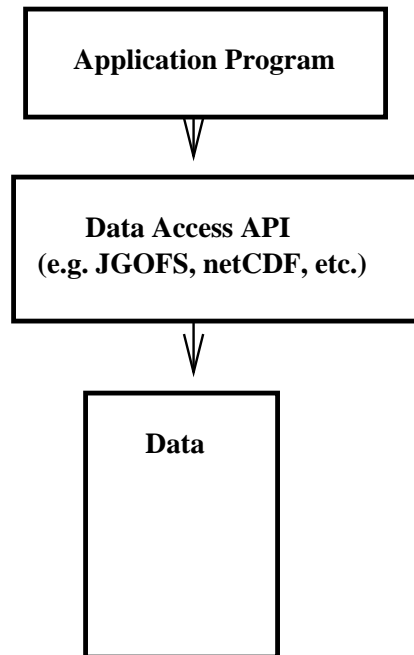 Application Program
Data Access API
(e.g. JGOFS, netCDF, etc.)
Data